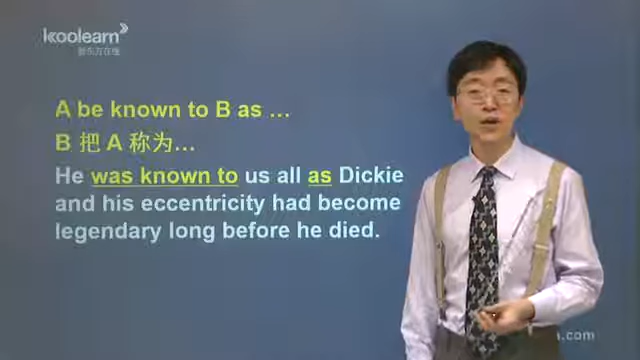 koolearn
新东方在线
A be known to B as …
B 把 A 称为…
He was known to us all as Dickie
and his eccentricity had become
legendary long before he died.
.com